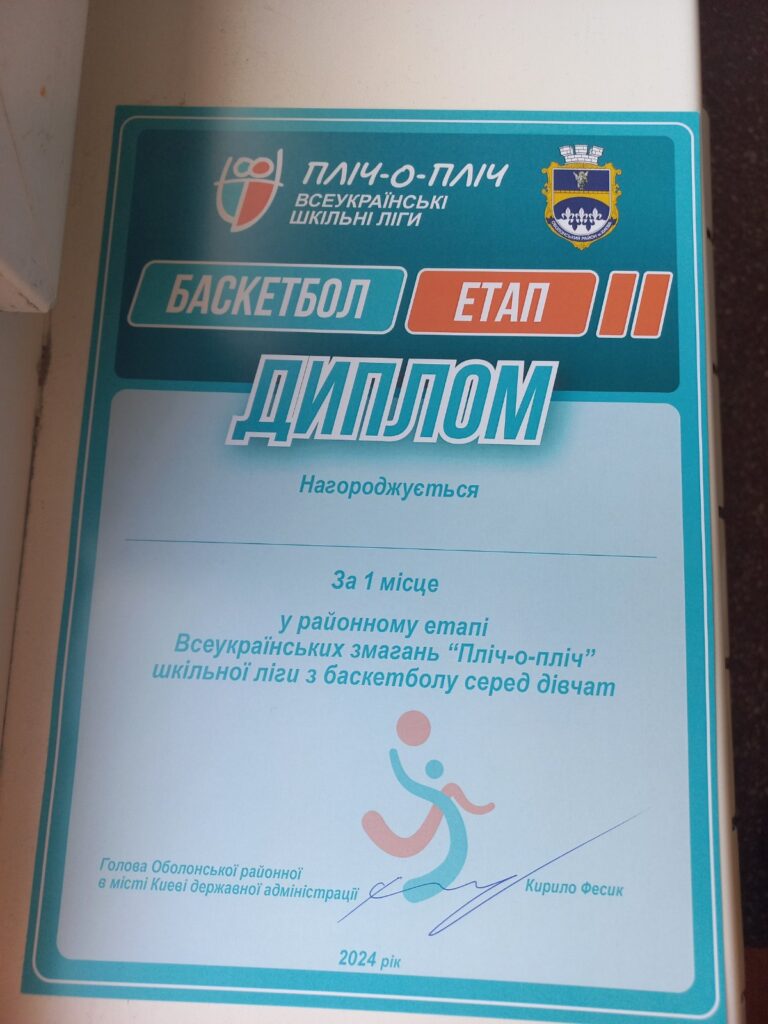 ПЛІЧ-О-ПЛІЧ
ВСЕУКРАЇНСЬКІ
ШКІЛЬНІ ЛІГИ
БАСКЕТБОЛ ЕТАП II
ДИПЛОМ
Нагороджується
За 1 місце
у районному етапі
Всеукраїнських змагань “Пліч-о-пліч”
шкільної ліги з баскетболу серед дівчат
Голова Оболонської районної
в місті Києві державної адміністрації
Кирило Фесик
2024 рік